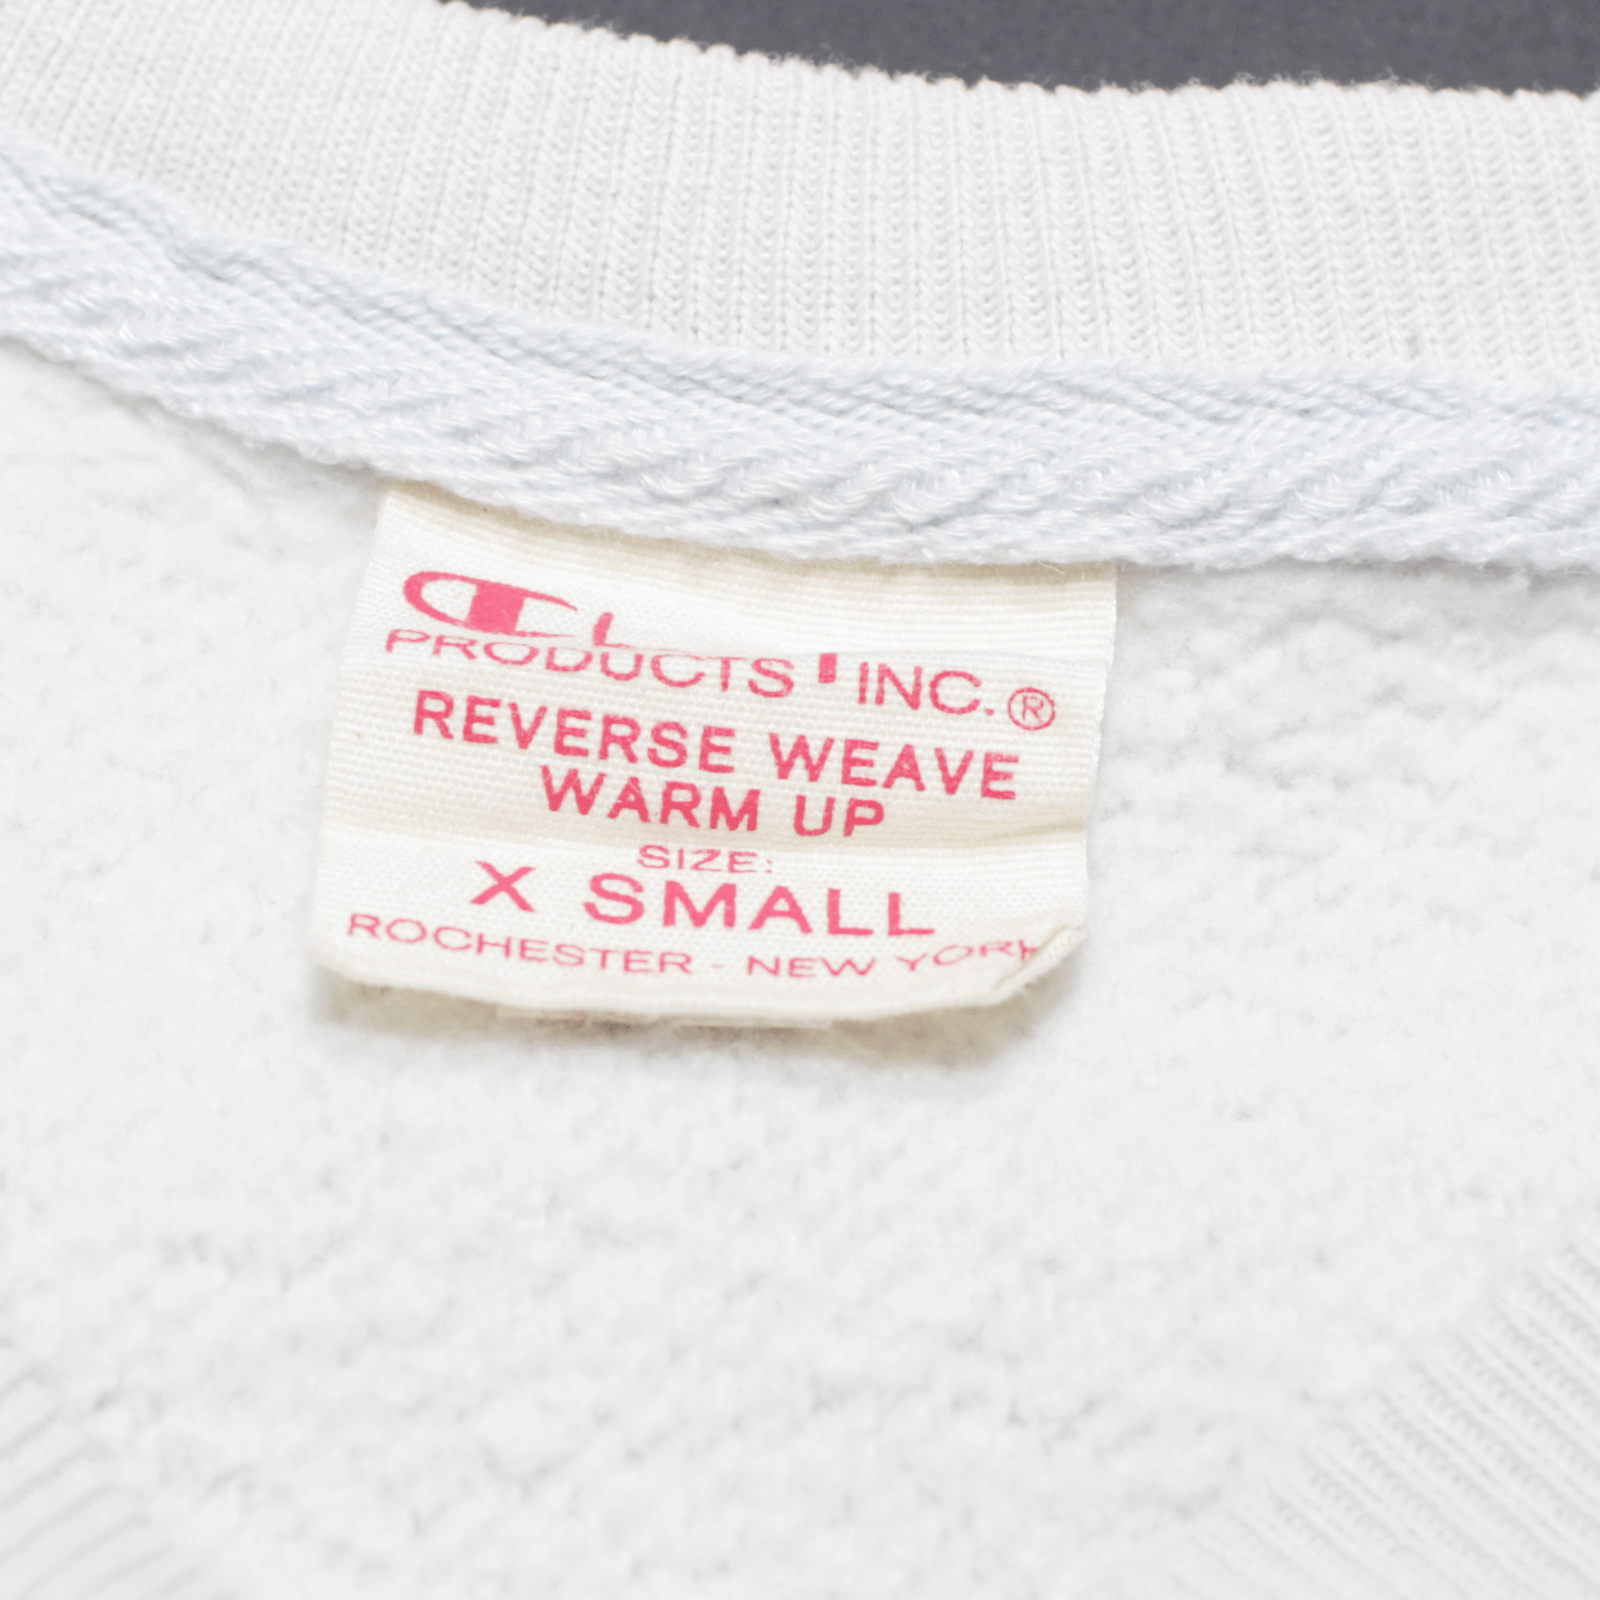 PRODUCTS INC.®
REVERSE WEAVE
WARM UP
SIZE:
X SMALL
ROCHESTER - NEW YORK